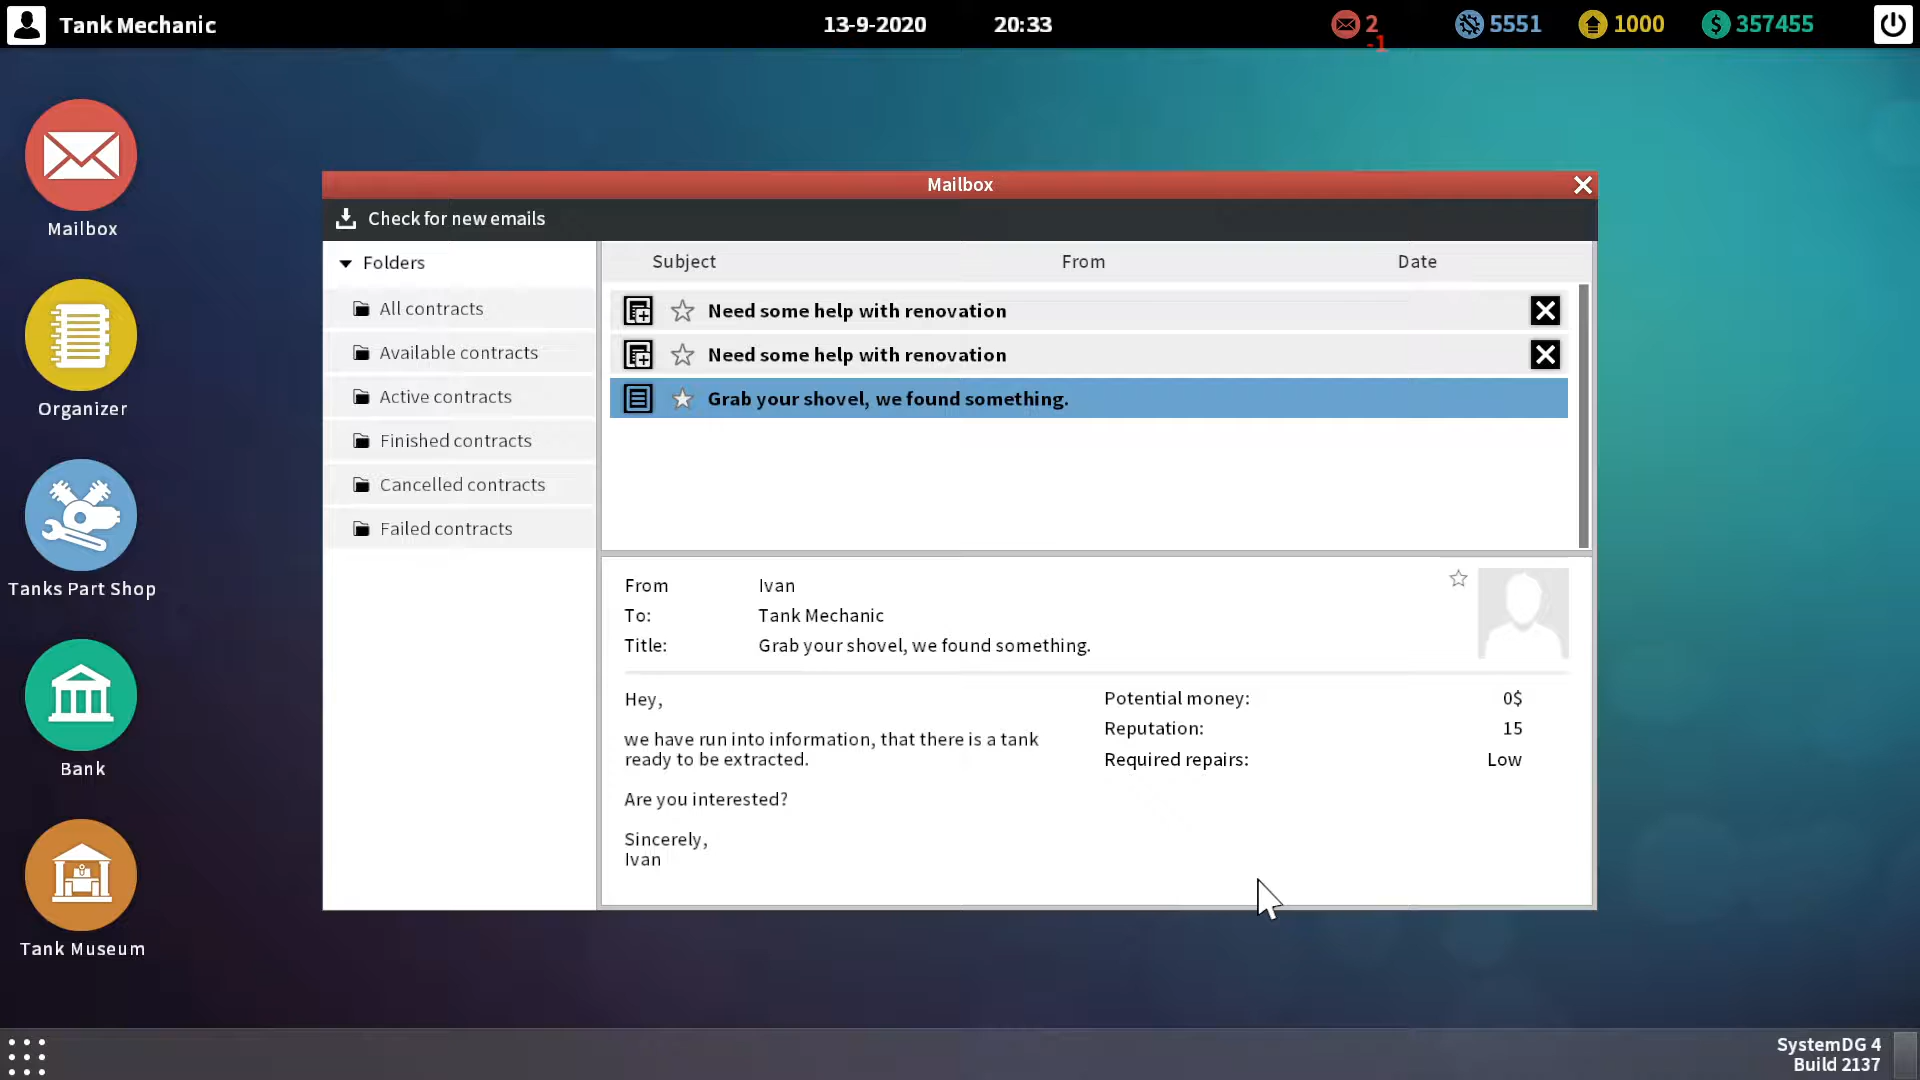 Tank Mechanic
13-9-2020
20:33
2
-1
5551
1000
357455
Mailbox
Organizer
Tanks Part Shop
Bank
Tank Museum
Mailbox
Check for new emails
Folders
All contracts
Available contracts
Active contracts
Finished contracts
Cancelled contracts
Failed contracts
Subject From Date
Need some help with renovation
Need some help with renovation
Grab your shovel, we found something.
From Ivan
To: Tank Mechanic
Title: Grab your shovel, we found something.
Hey,
we have run into information, that there is a tank
ready to be extracted.
Are you interested?
Sincerely,
Ivan
Potential money: 0$
Reputation: 15
Required repairs: Low
SystemDG 4
Build 2137